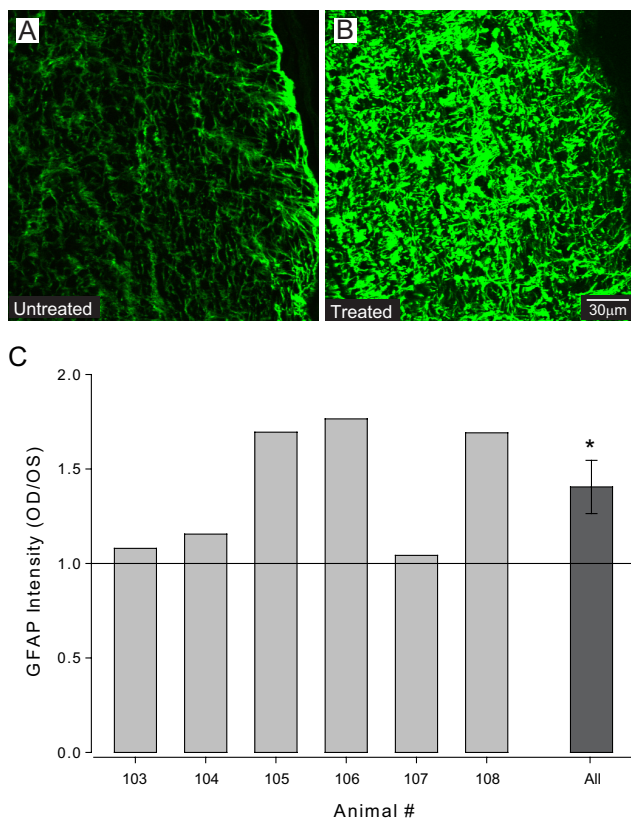 A
B
Untreated
Treated
30μm
C
2.0
1.5
1.0
0.5
0.0
GFAP Intensity (OD/OS)
*
103 104 105 106 107 108 All
Animal #